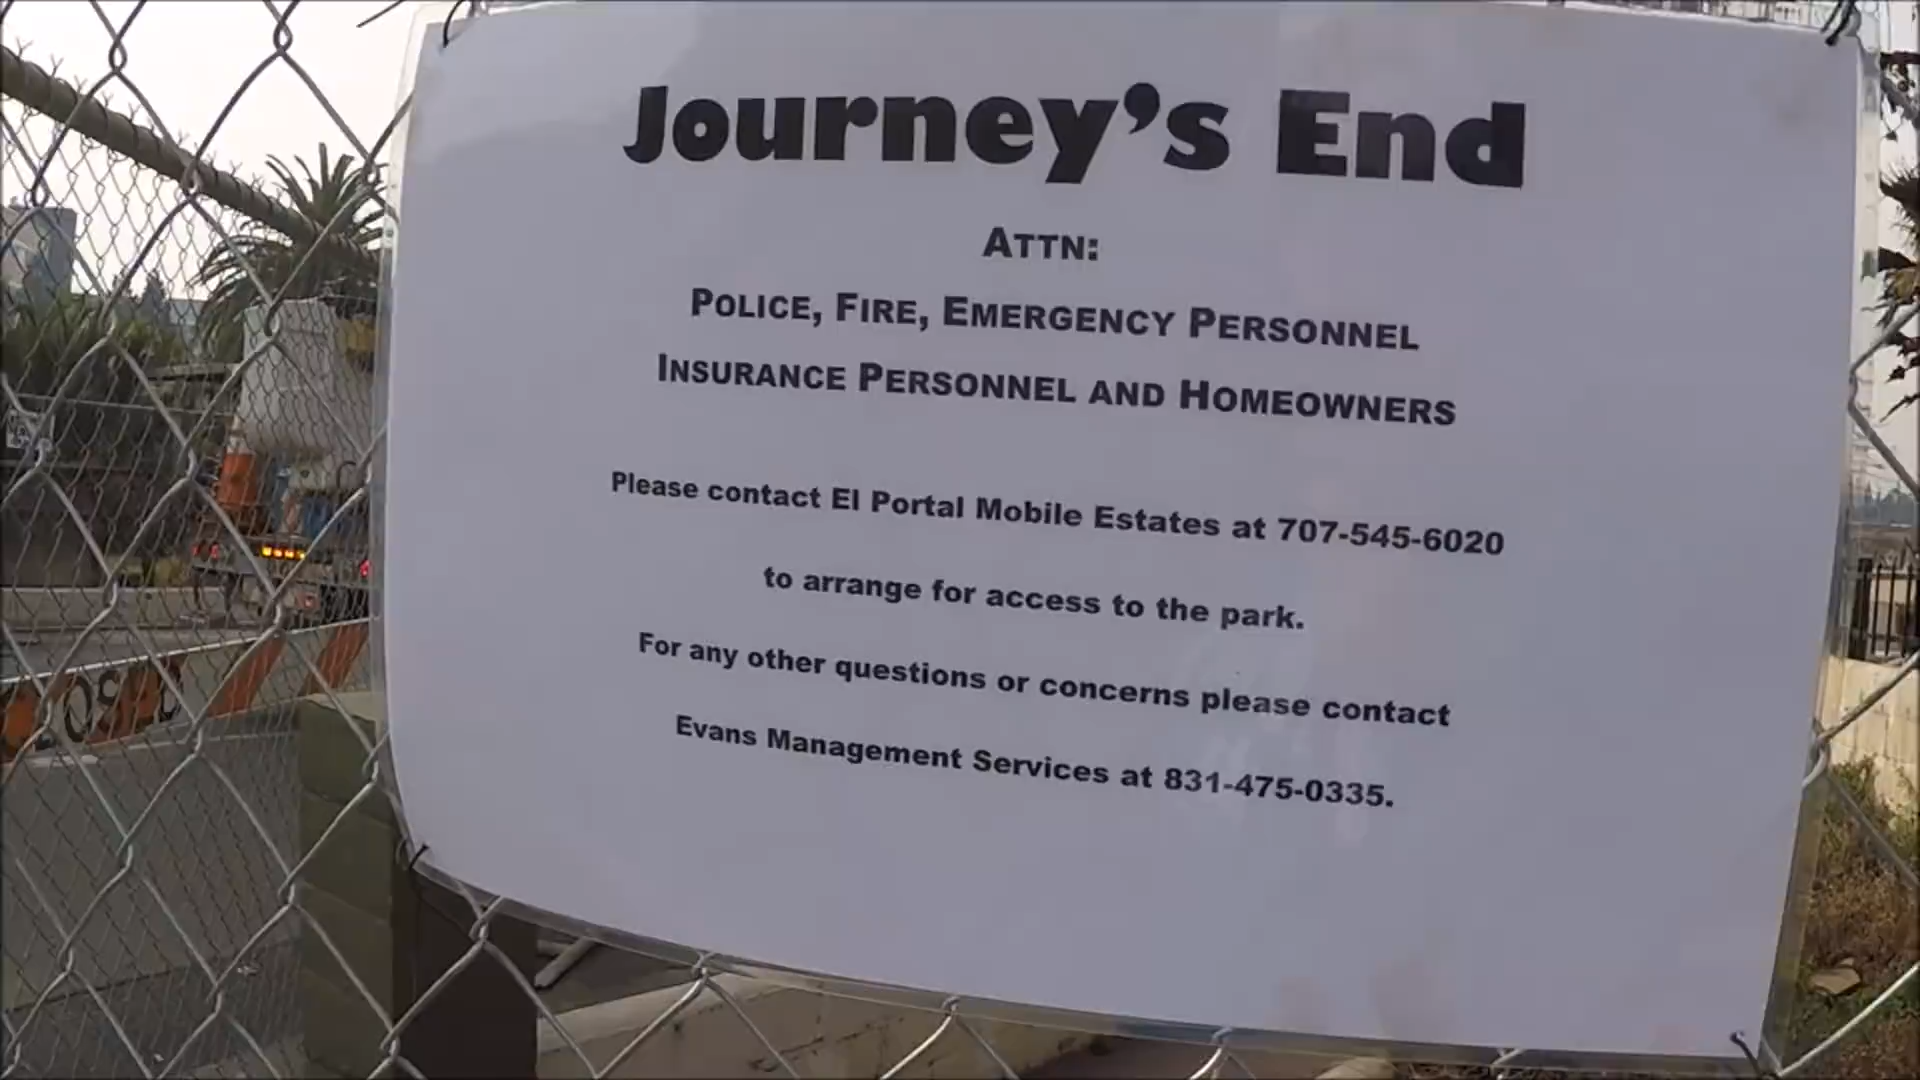 Journey's End
ATTN:
POLICE, FIRE, EMERGENCY PERSONNEL
INSURANCE PERSONNEL AND HOMEOWNERS
Please contact El Portal Mobile Estates at 707-545-6020
to arrange for access to the park.
For any other questions or concerns please contact
Evans Management Services at 831-475-0335.
CLOSED